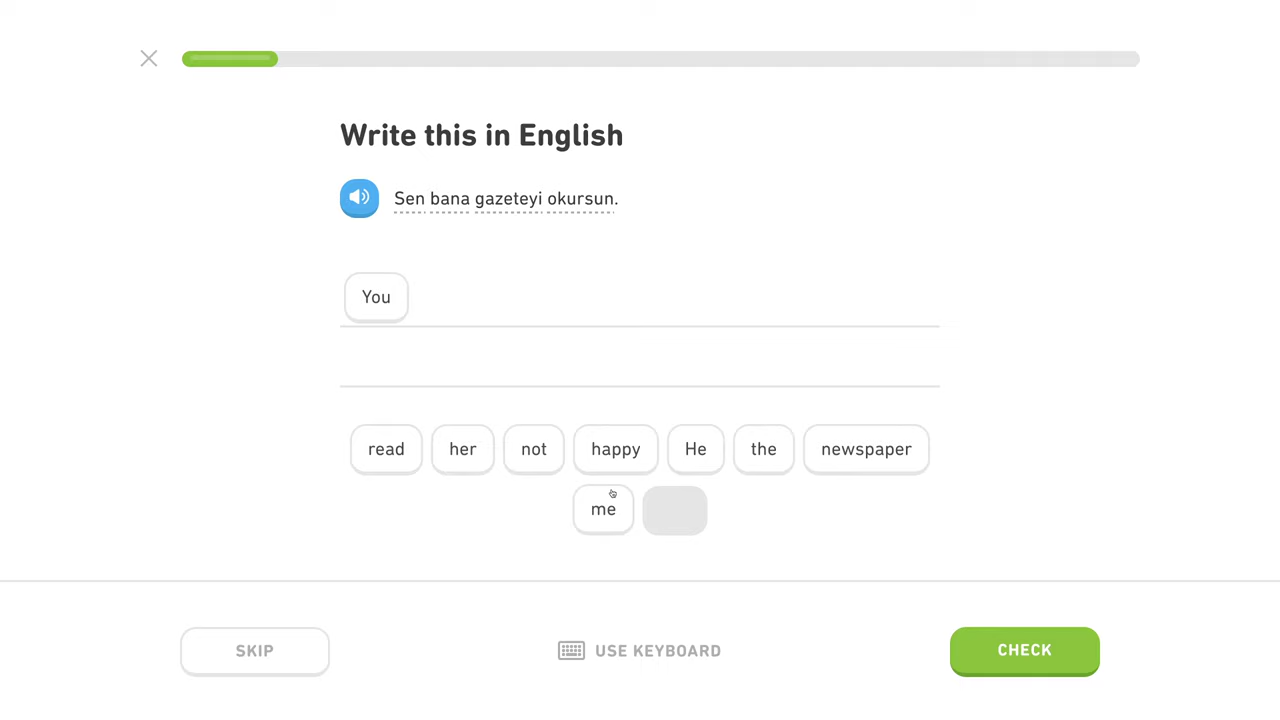 Write this in English
Sen bana gazeteyi okursun.
You
read her not happy He the newspaper
me
SKIP USE KEYBOARD CHECK